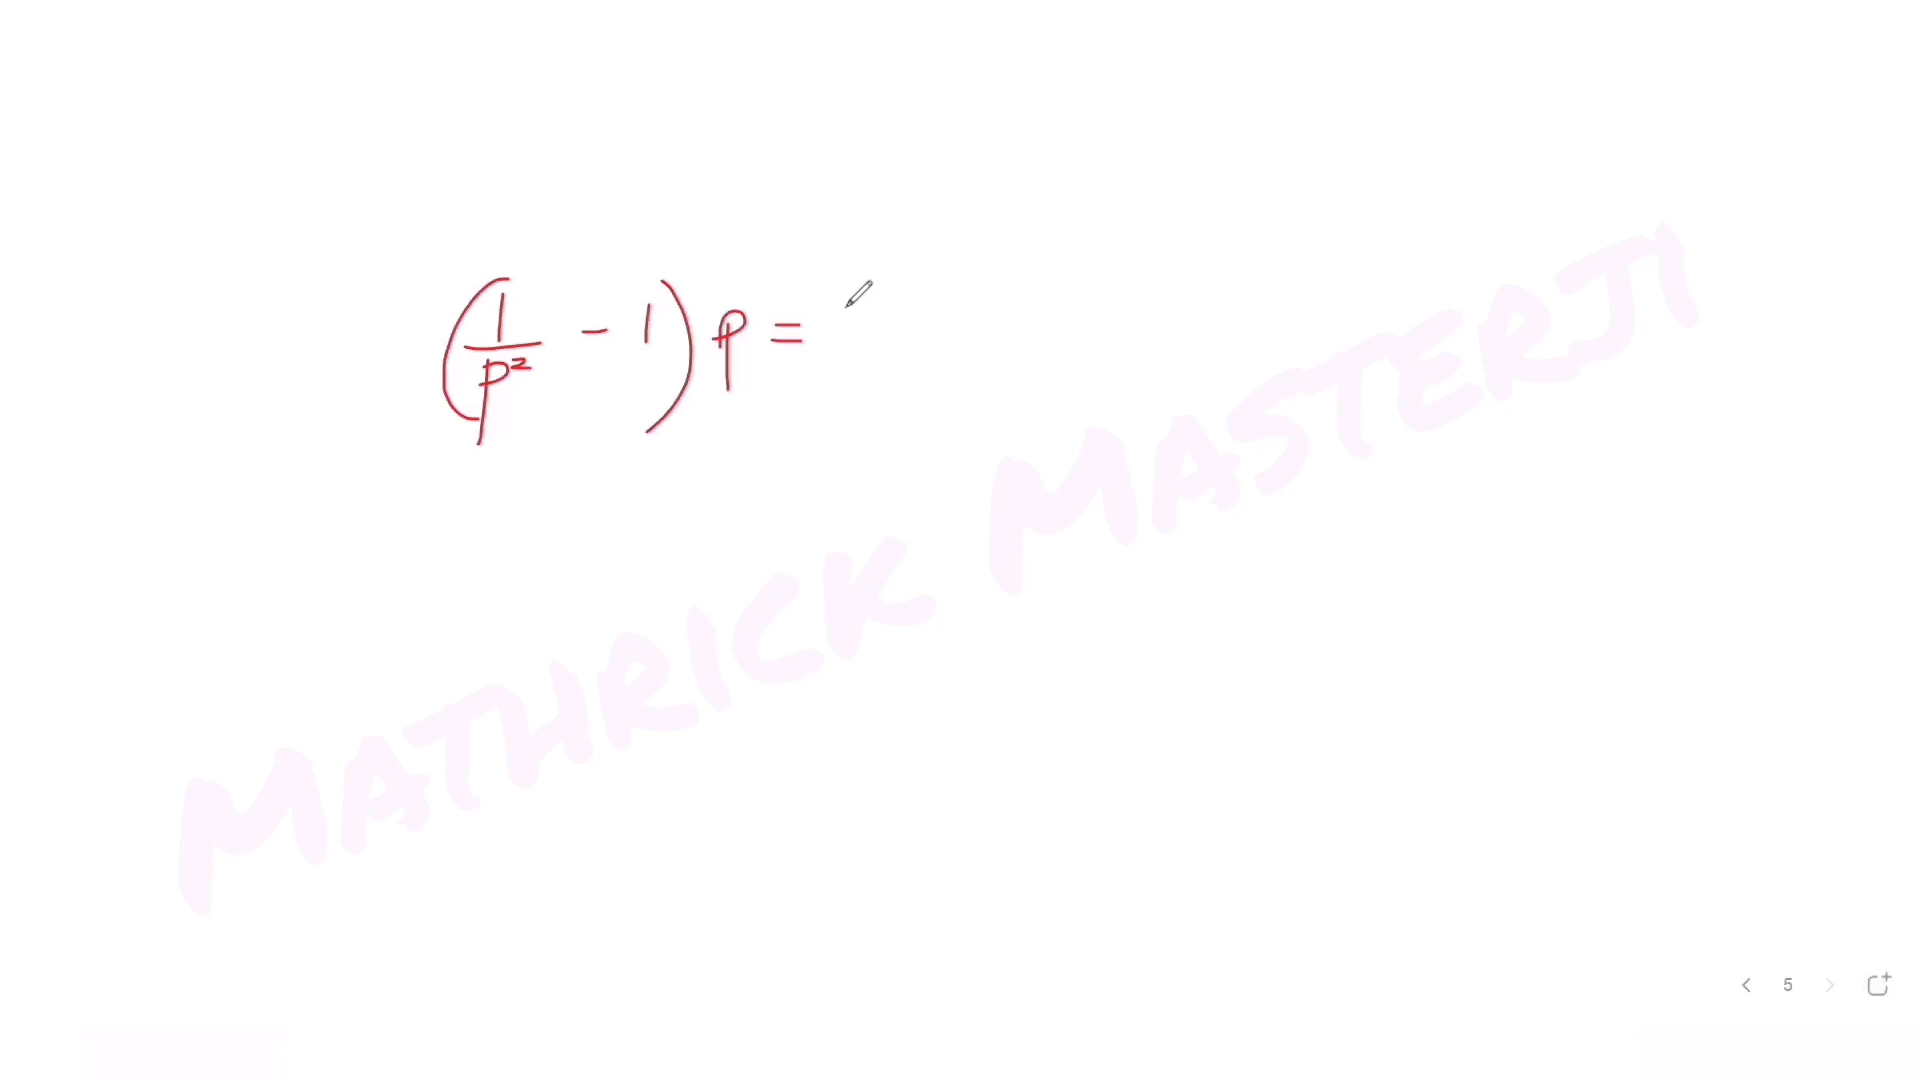 (1/p² - 1) p =
MATHRICK MASTERJI
5